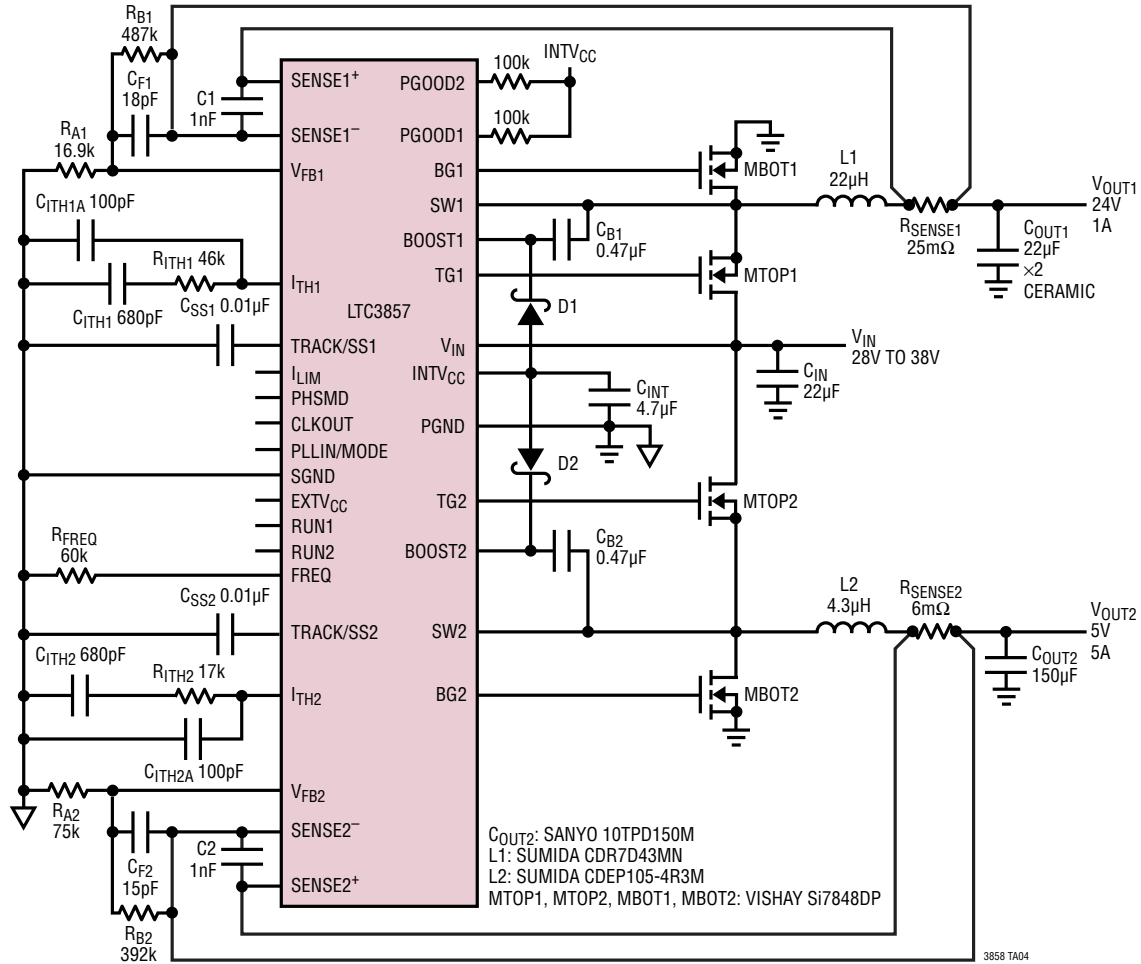 RB1
487k
CF1
18pF
RA1
16.9k
C1
1nF
CITH1A 100pF
RITH1 46k
CITH1 680pF
CSS1 0.01µF
RFREQ
60k
CSS2 0.01µF
CITH2 680pF
RITH2 17k
CITH2A 100pF
RA2
75k
CF2
15pF
RB2
392k
C2
1nF
SENSE1+
SENSE1–
VFB1
ITH1
LTC3857
TRACK/SS1
ILIM
PHSMD
CLKOUT
PLLIN/MODE
SGND
EXTVCC
RUN1
RUN2
FREQ
TRACK/SS2
ITH2
VFB2
SENSE2–
SENSE2+
PGOOD2
PGOOD1
BG1
SW1
BOOST1
TG1
VIN
INTVCC
PGND
TG2
BOOST2
SW2
BG2
100k
INTVCC
100k
MBOT1
L1
22µH
CB1
0.47µF
MTOP1
D1
RSENSE1
25mΩ
VOUT1
24V
1A
COUT1
22µF
×2
CERAMIC
VIN
28V TO 38V
CIN
22µF
CINT
4.7µF
D2
MTOP2
CB2
0.47µF
L2
4.3µH
RSENSE2
6mΩ
VOUT2
5V
5A
COUT2
150µF
MBOT2
COUT2: SANYO 10TPD150M
L1: SUMIDA CDR7D43MN
L2: SUMIDA CDEP105-4R3M
MTOP1, MTOP2, MBOT1, MBOT2: VISHAY Si7848DP
3858 TA04